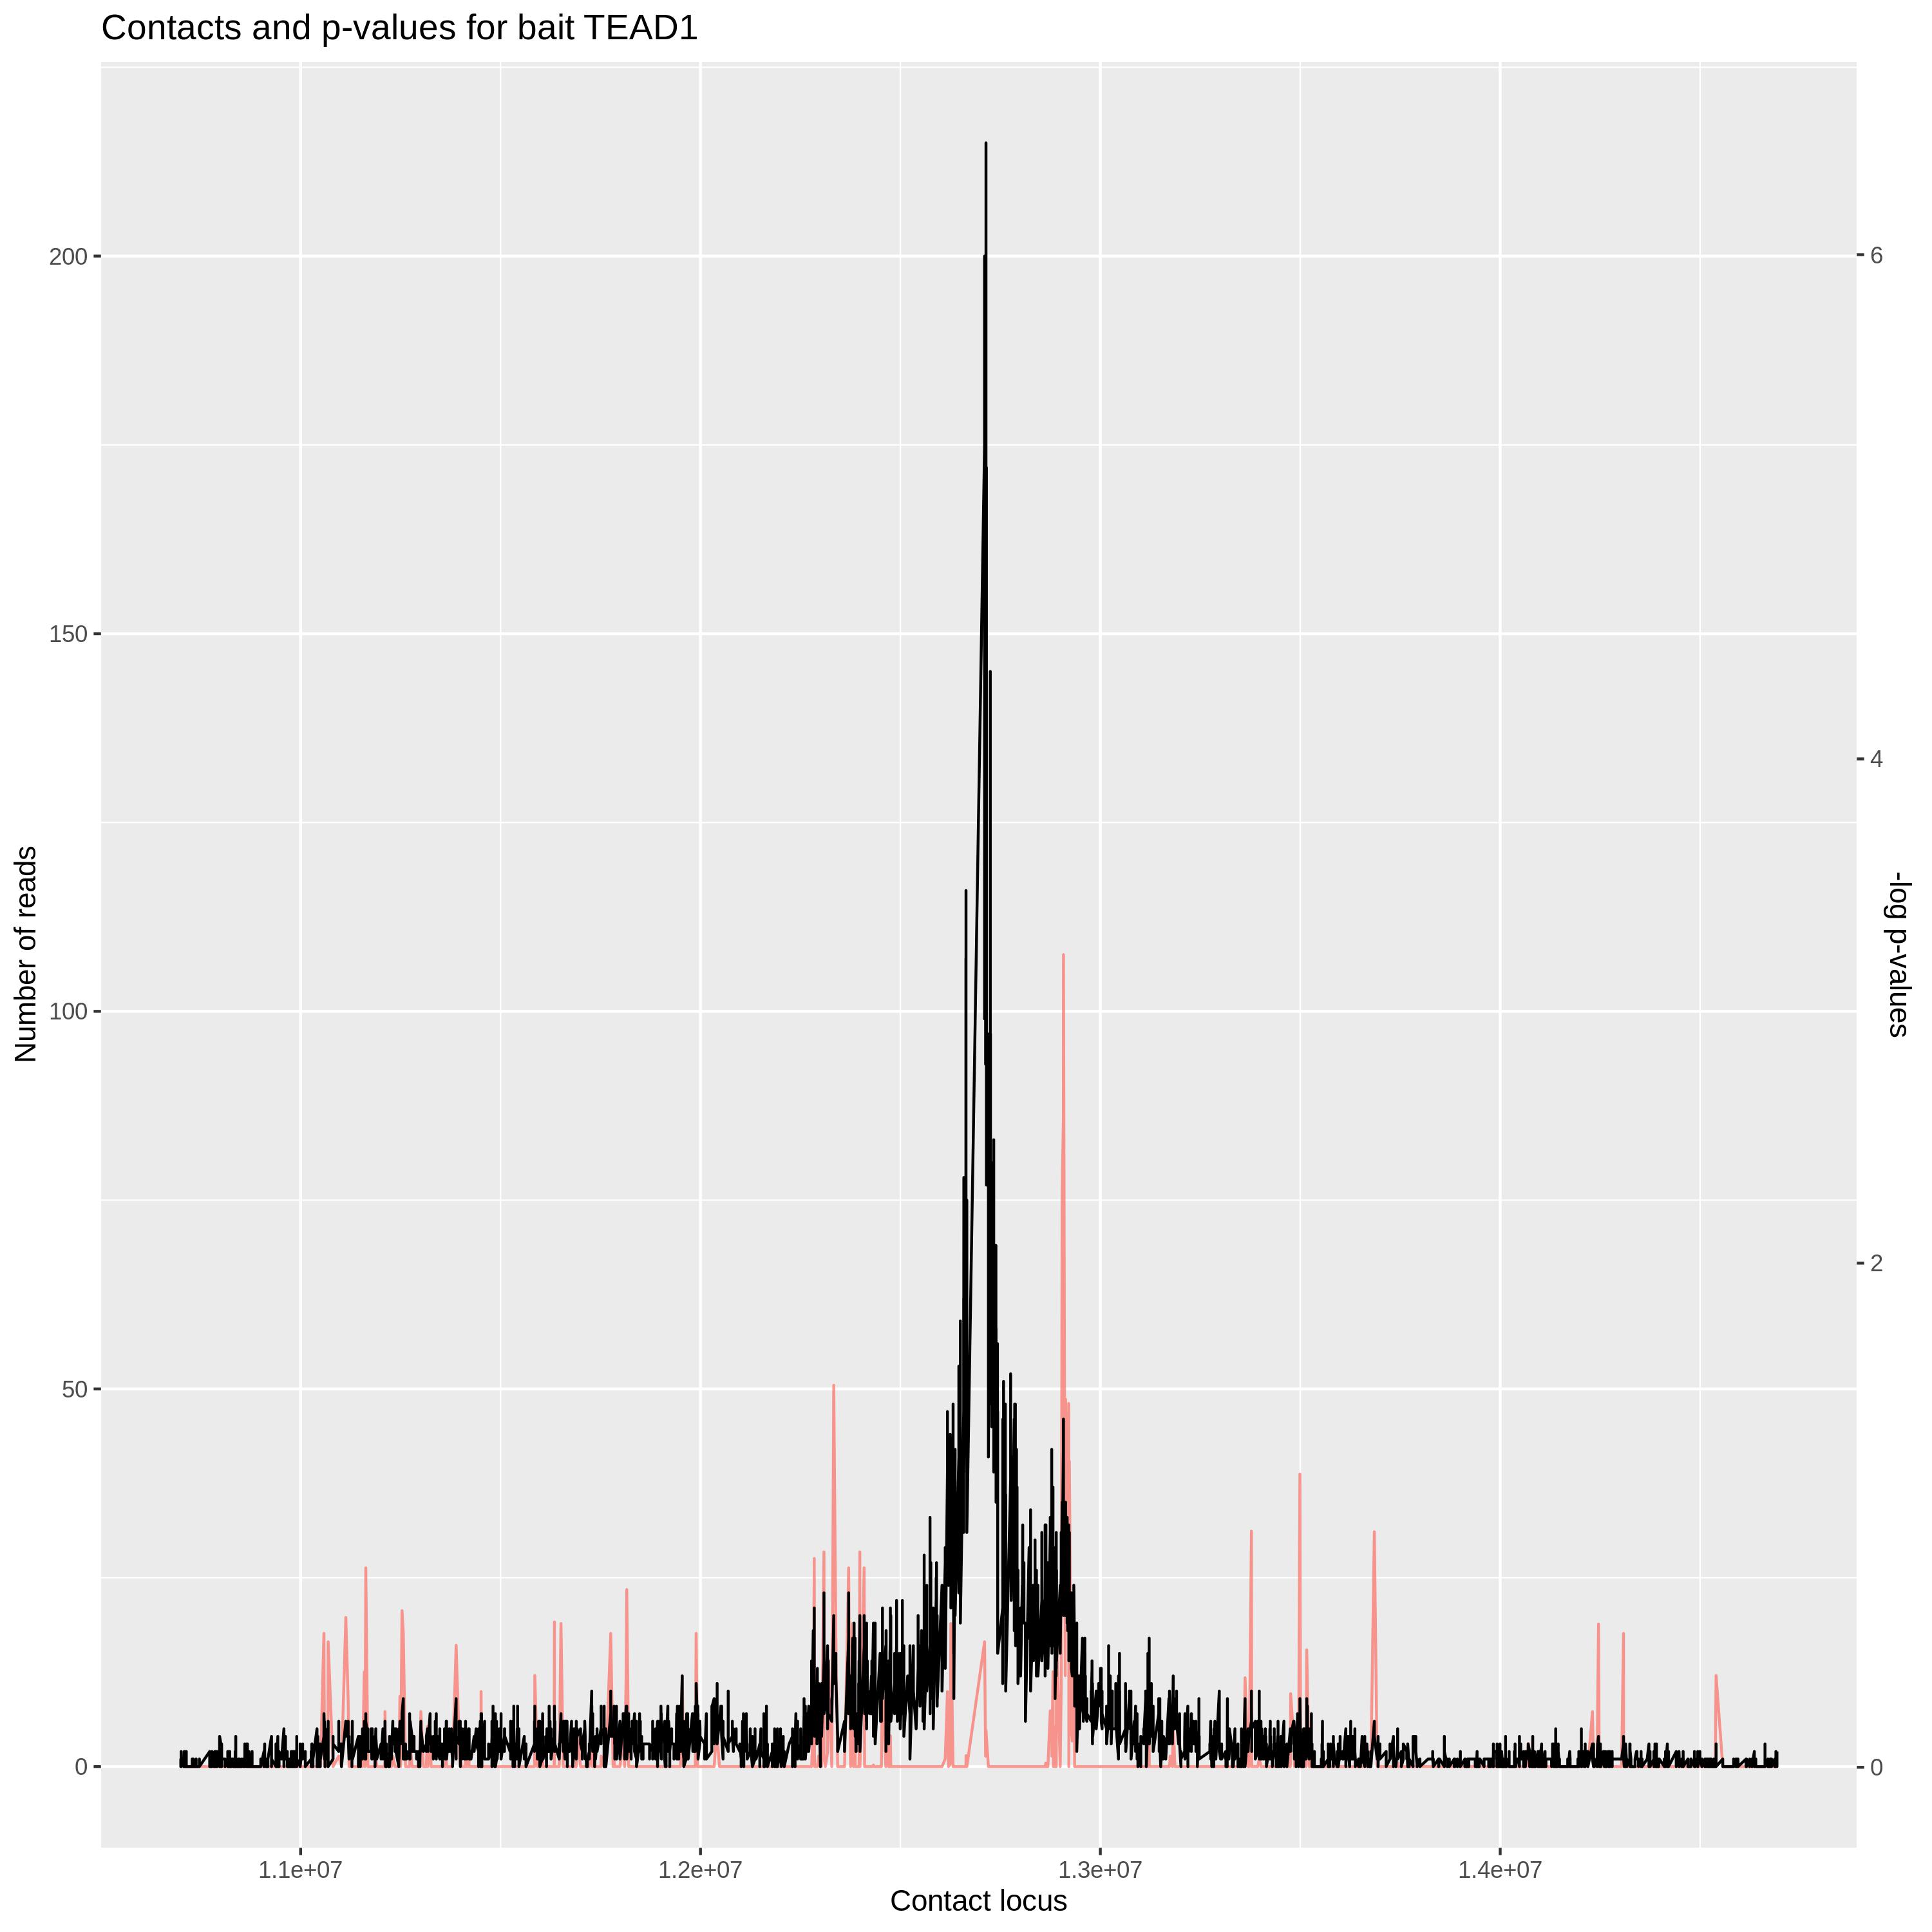 Contacts and p-values for bait TEAD1
200
150
100
50
0
6
4
2
0
Number of reads
-log p-values
1.1e+07
1.2e+07
1.3e+07
1.4e+07
Contact locus